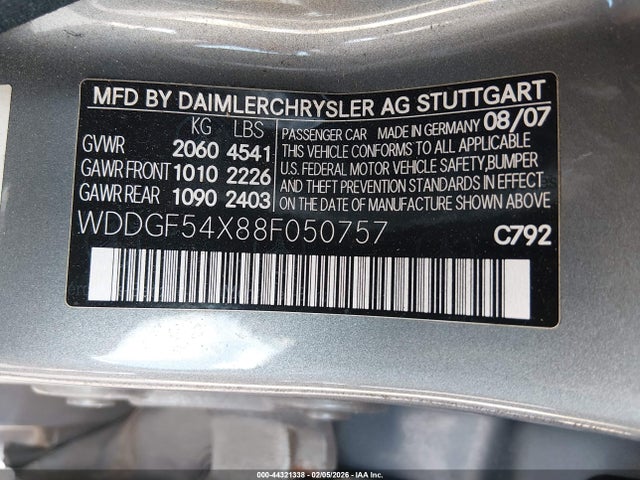 MFD BY DAIMLERCHRYSLER AG STUTTGART
KG LBS
GVWR 2060 4541
GAWR FRONT 1010 2226
GAWR REAR 1090 2403
PASSENGER CAR MADE IN GERMANY 08/07
THIS VEHICLE CONFORMS TO ALL APPLICABLE
U.S. FEDERAL MOTOR VEHICLE SAFETY, BUMPER
AND THEFT PREVENTION STANDARDS IN EFFECT
ON THE DATE OF MANUFACTURE SHOWN ABOVE
WDDGF54X88F050757
C792
000-44321338 - 02/05/2026 - IAA Inc.